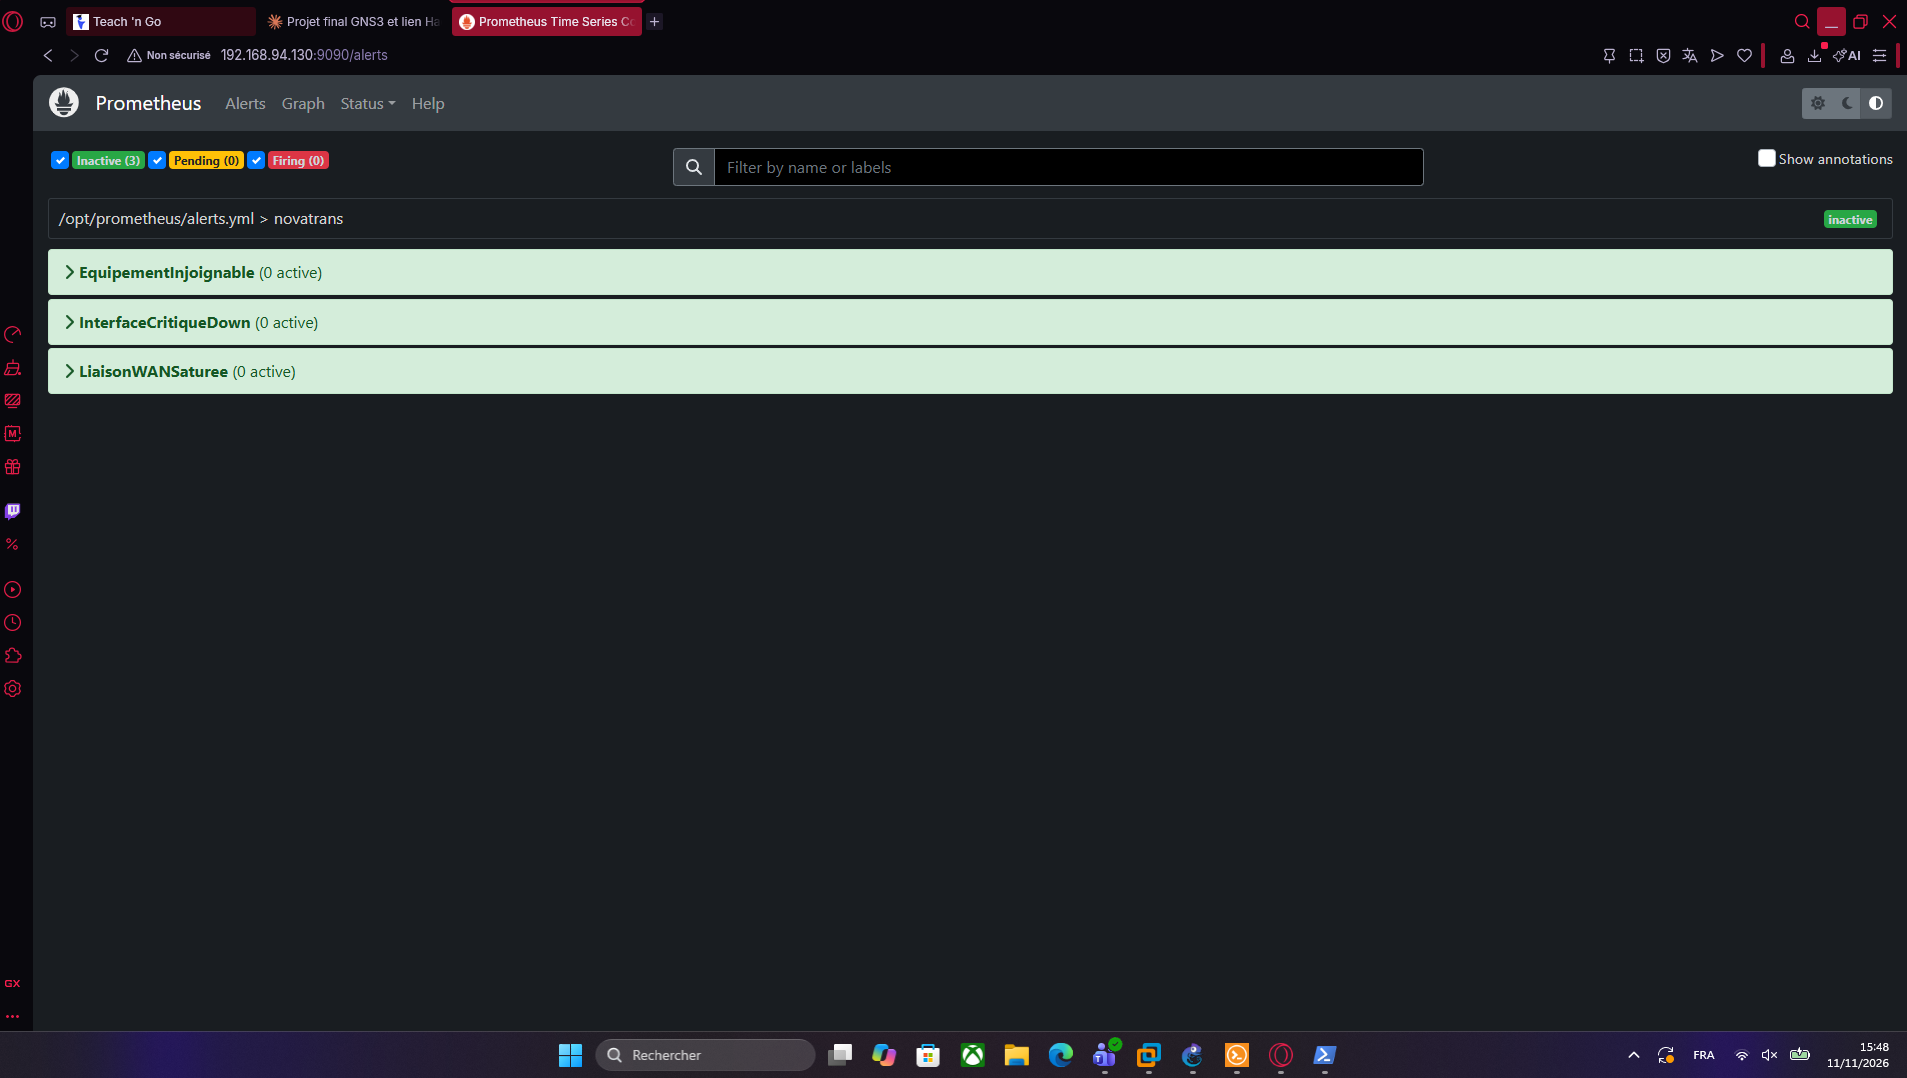 Teach 'n Go
Projet final GNS3 et lien Ha
Prometheus Time Series Co
Non sécurisé
192.168.94.130:9090/alerts
AI
Prometheus
Alerts
Graph
Status
Help
Inactive (3)
Pending (0)
Firing (0)
Filter by name or labels
Show annotations
/opt/prometheus/alerts.yml > novatrans
inactive
EquipementInjoignable (0 active)
InterfaceCritiqueDown (0 active)
LiaisonWANSaturee (0 active)
M
GX
Rechercher
FRA
15:48
11/11/2026